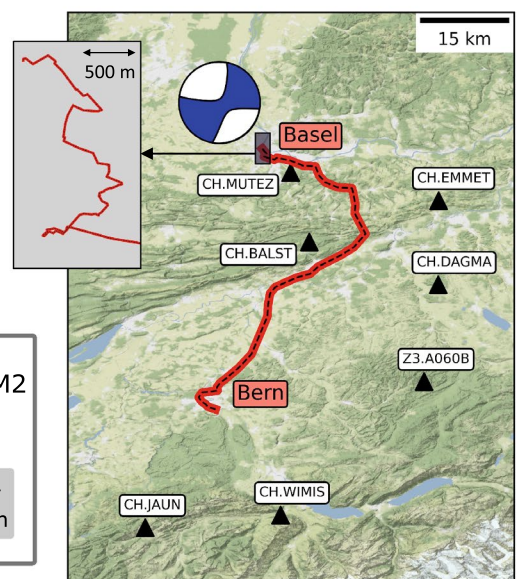 15 km
500 m
Basel
CH.MUTEZ
CH.EMMET
CH.BALST
CH.DAGMA
M2
Z3.A060B
Bern
CH.JAUN
CH.WIMIS